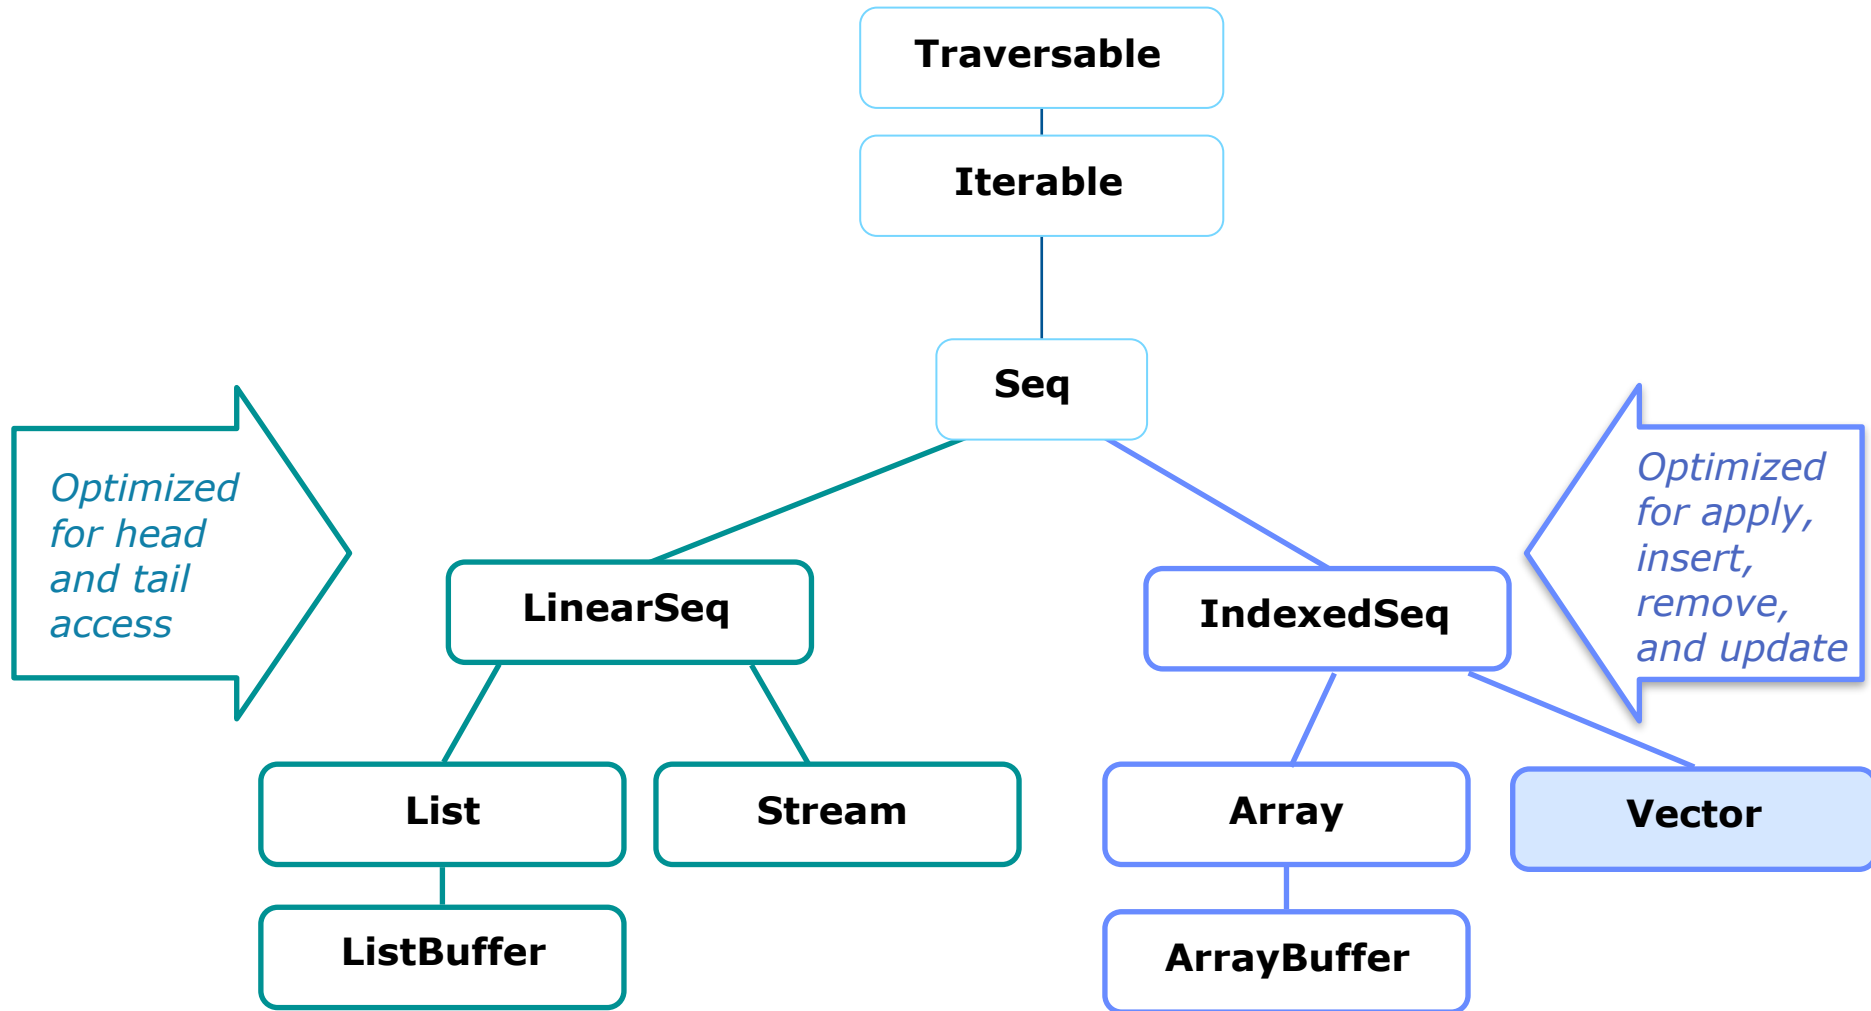 Traversable
Iterable
Seq
Optimized
for head
and tail
access
Optimized
for apply,
insert,
remove,
and update
LinearSeq
IndexedSeq
List
Stream
Array
Vector
ListBuffer
ArrayBuffer